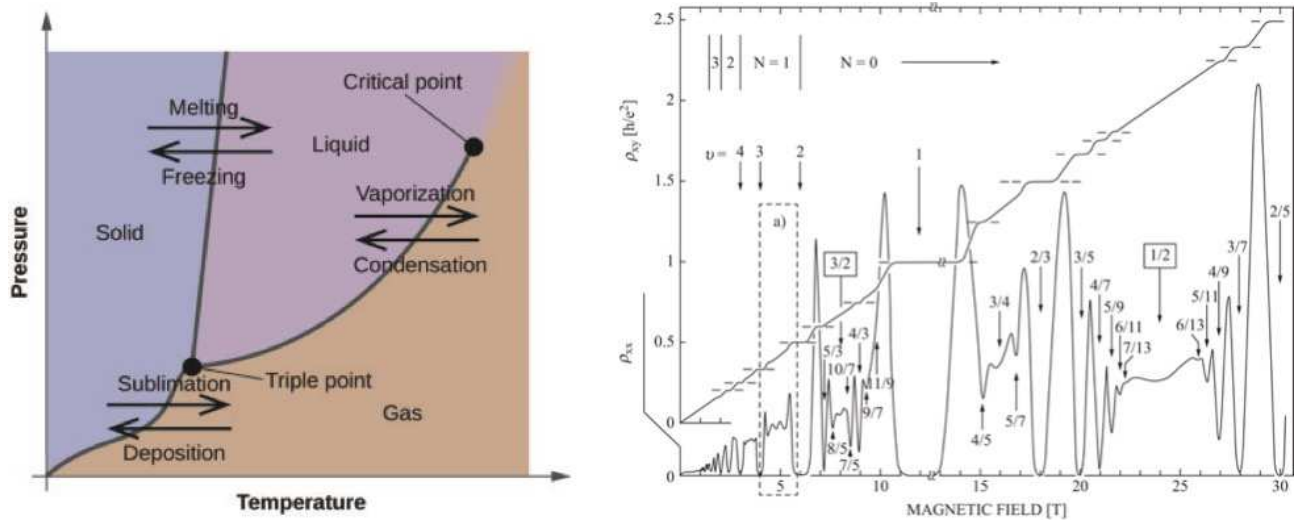 Pressure
Critical point
Melting
Liquid
Freezing
Vaporization
Solid
Condensation
Sublimation
Triple point
Gas
Deposition
Temperature
2.5
2
1.5
1
0.5
0
ρxy [h/e²]
3 2 N = 1 N = 0
υ = 4 3 2 1
a)
3/2
5/3
4/3
10/7
11/9
9/7
8/5
7/5
3/4
4/5
5/7
2/3
3/5
4/7
5/9
6/11
7/13
1/2
6/13
5/11
4/9
3/7
2/5
ρxx
0
5 10 15 20 25 30
MAGNETIC FIELD [T]